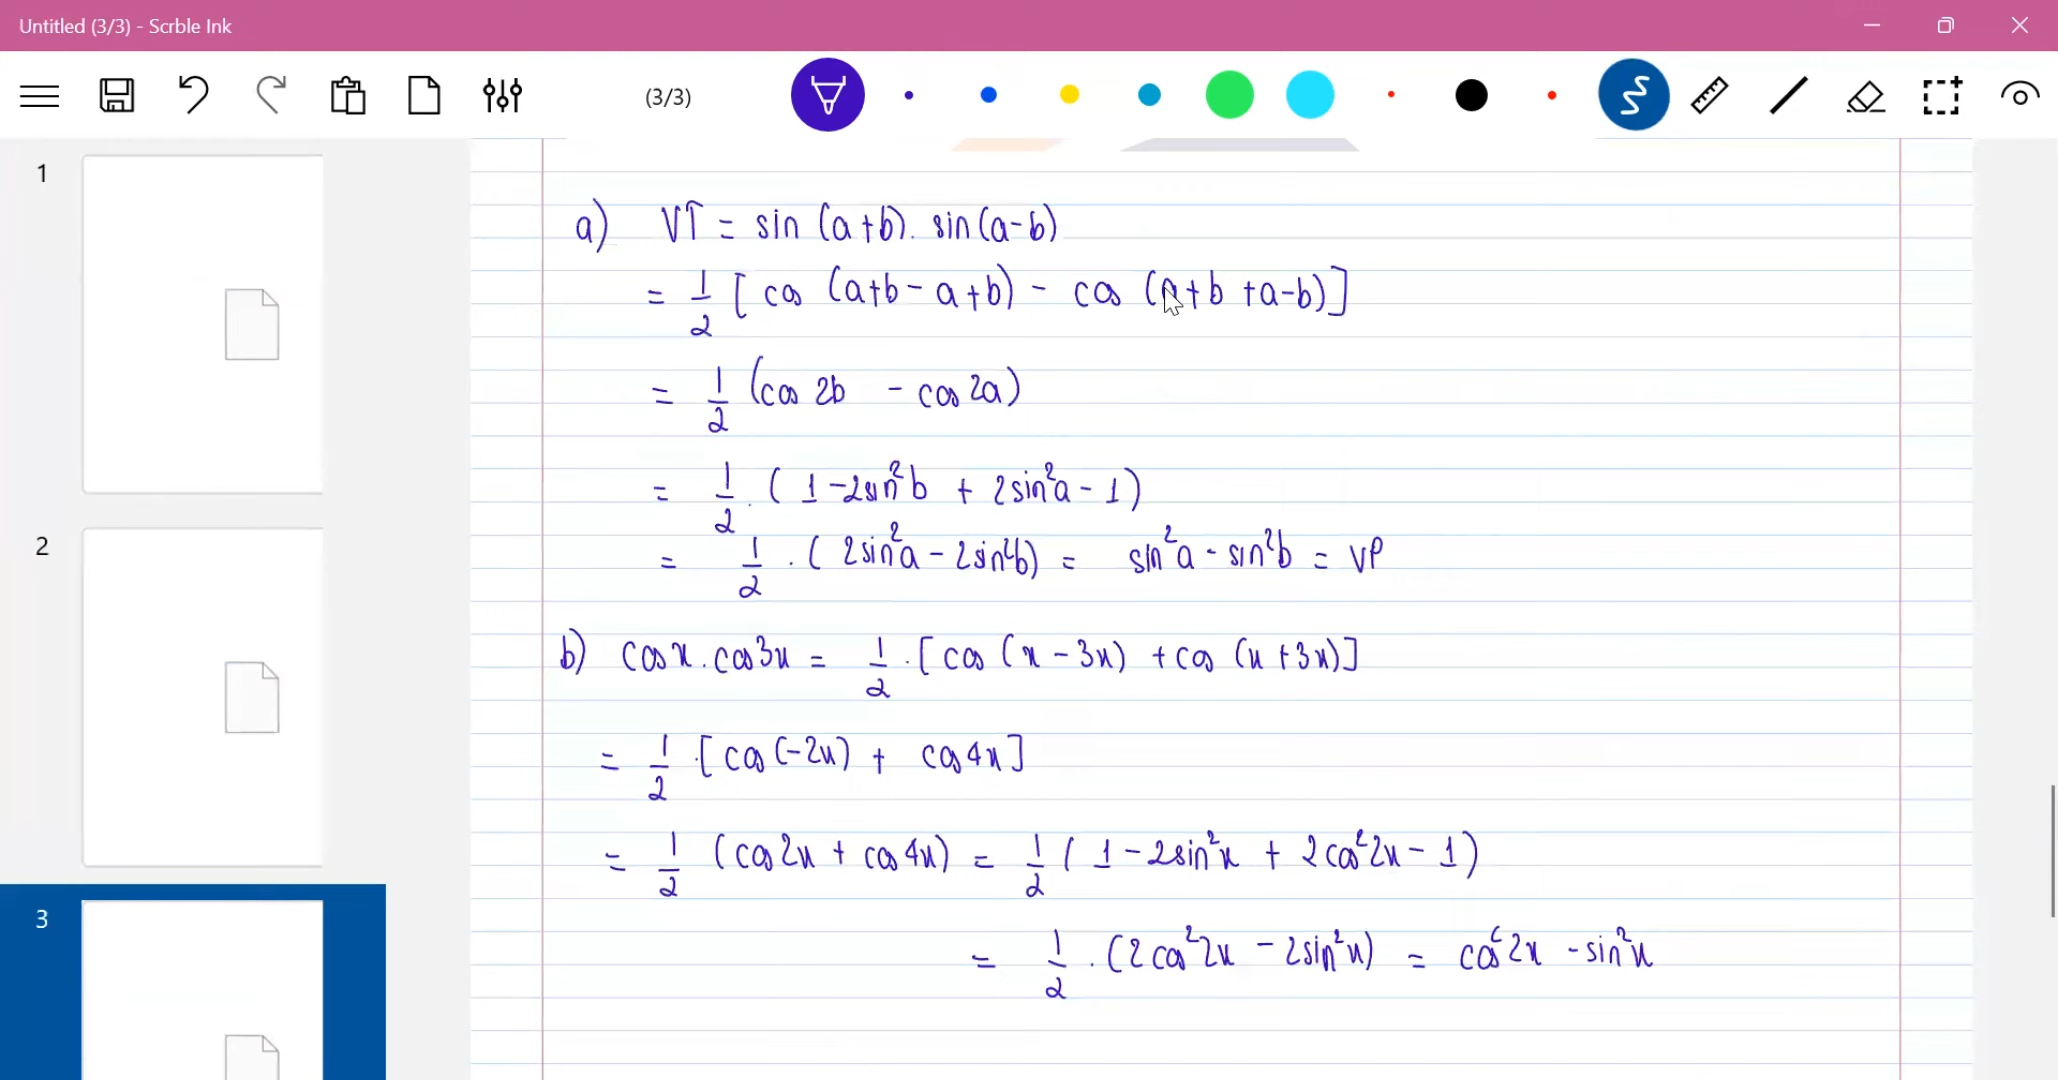 Untitled (3/3) - Scrble Ink
(3/3)
1
2
3
a) VT = sin (a+b). sin(a-b)
= 1/2 [cos (a+b - a+b) - cos (a+b +a-b)]
= 1/2 (cos 2b - cos 2a)
= 1/2 . (1 - 2sin²b + 2sin²a - 1)
= 1/2 . (2sin²a - 2sin²b) = sin²a - sin²b = VP
b) cosx . cos3x = 1/2 . [cos (x - 3x) + cos (x + 3x)]
= 1/2 . [cos(-2x) + cos4x]
= 1/2 (cos2x + cos4x) = 1/2 (1 - 2sin²x + 2cos²2x - 1)
= 1/2 . (2cos²2x - 2sin²x) = cos²2x - sin²x